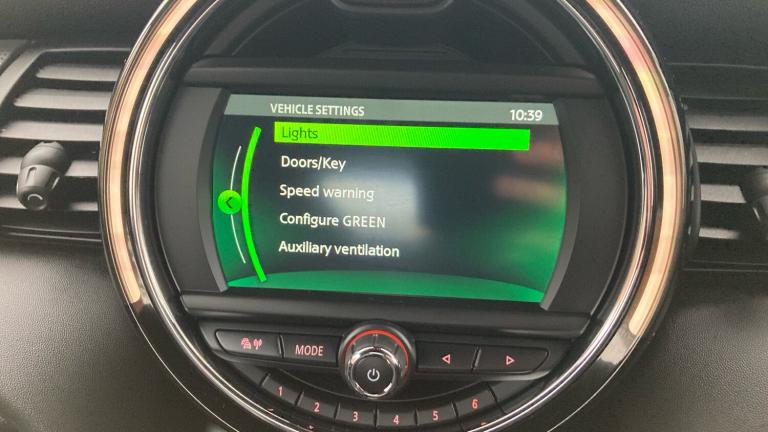 VEHICLE SETTINGS 10:39
Lights
Doors/Key
Speed warning
Configure GREEN
Auxiliary ventilation
MODE
1 2 3 4 5 6